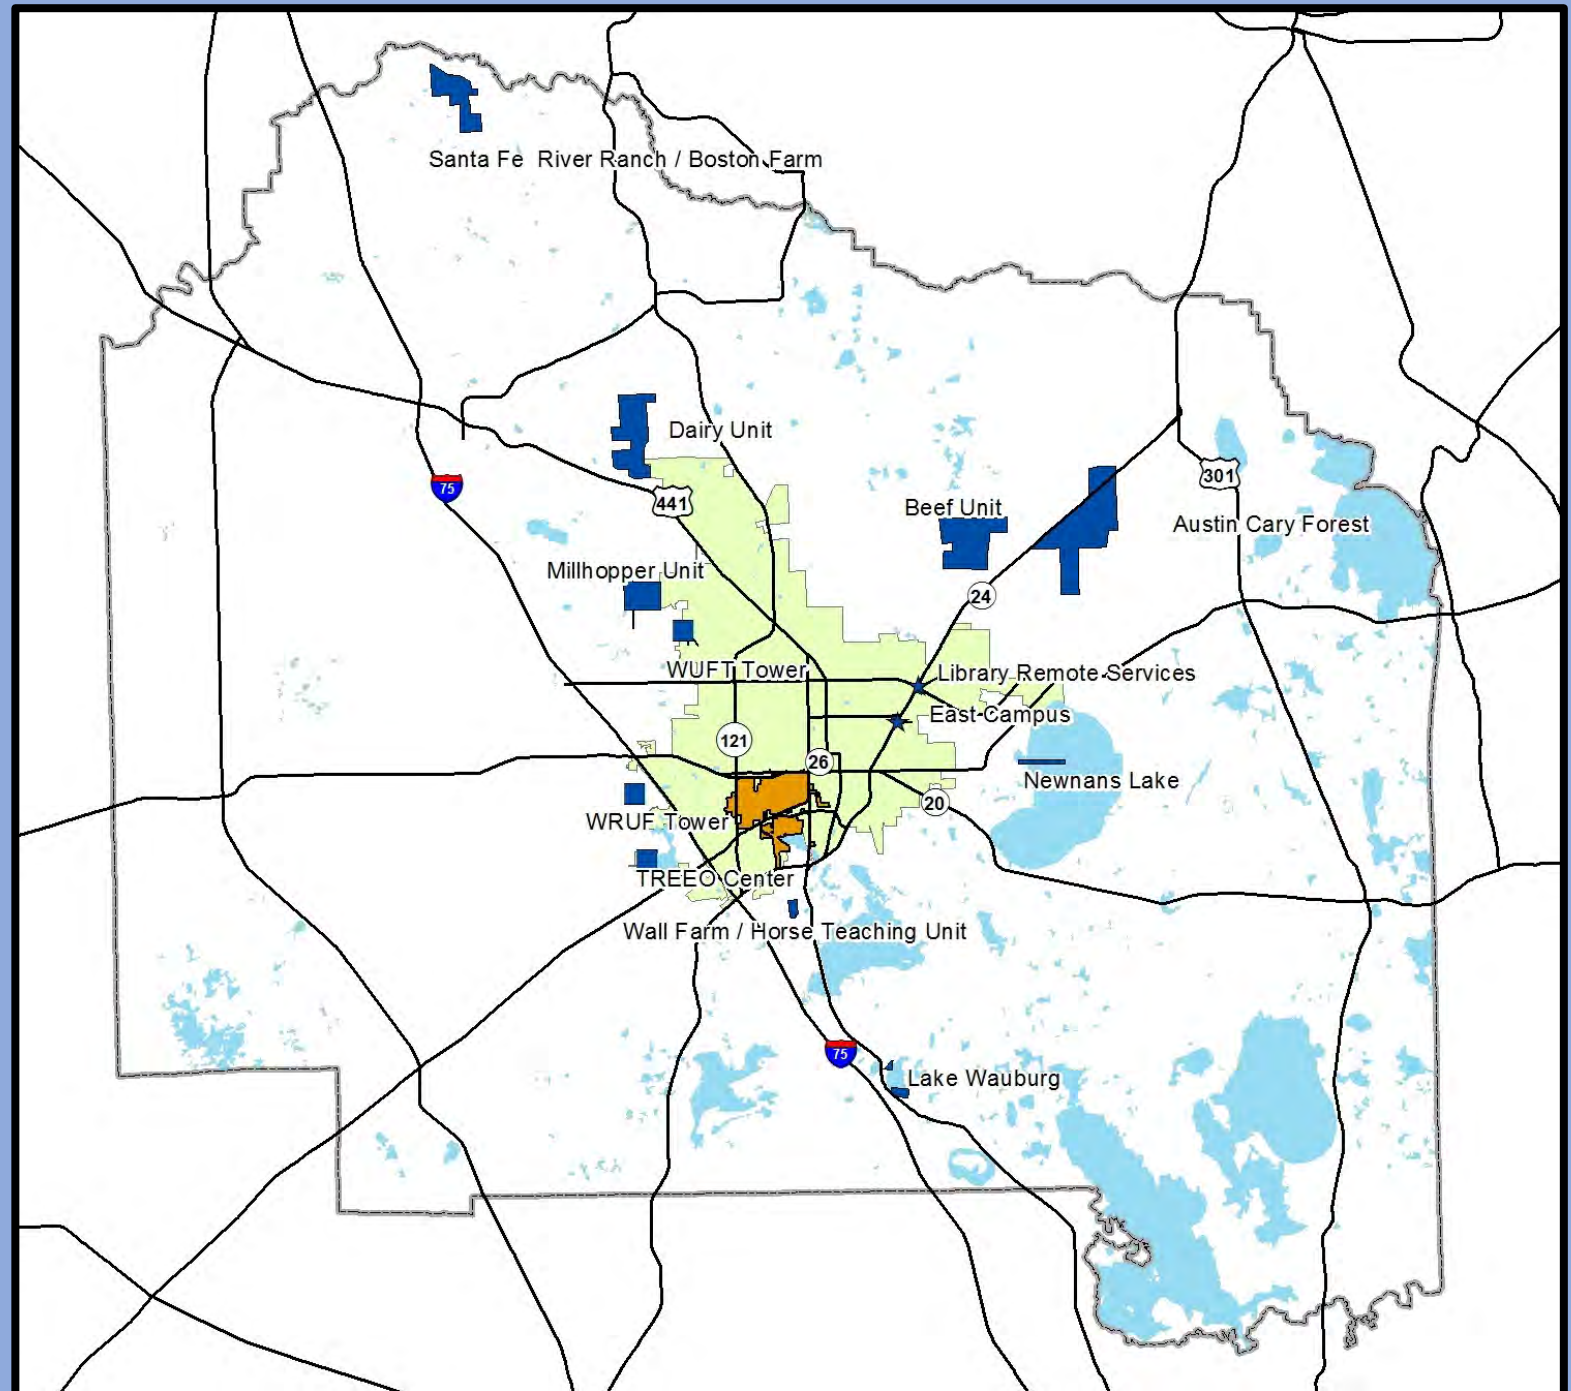 Santa Fe River Ranch / Boston Farm
Dairy Unit
75
441
301
Beef Unit
Austin Cary Forest
Millhopper Unit
24
WUFT Tower
Library Remote Services
East Campus
121
26
Newnans Lake
20
WRUF Tower
TREEO Center
Wall Farm / Horse Teaching Unit
75
Lake Wauburg